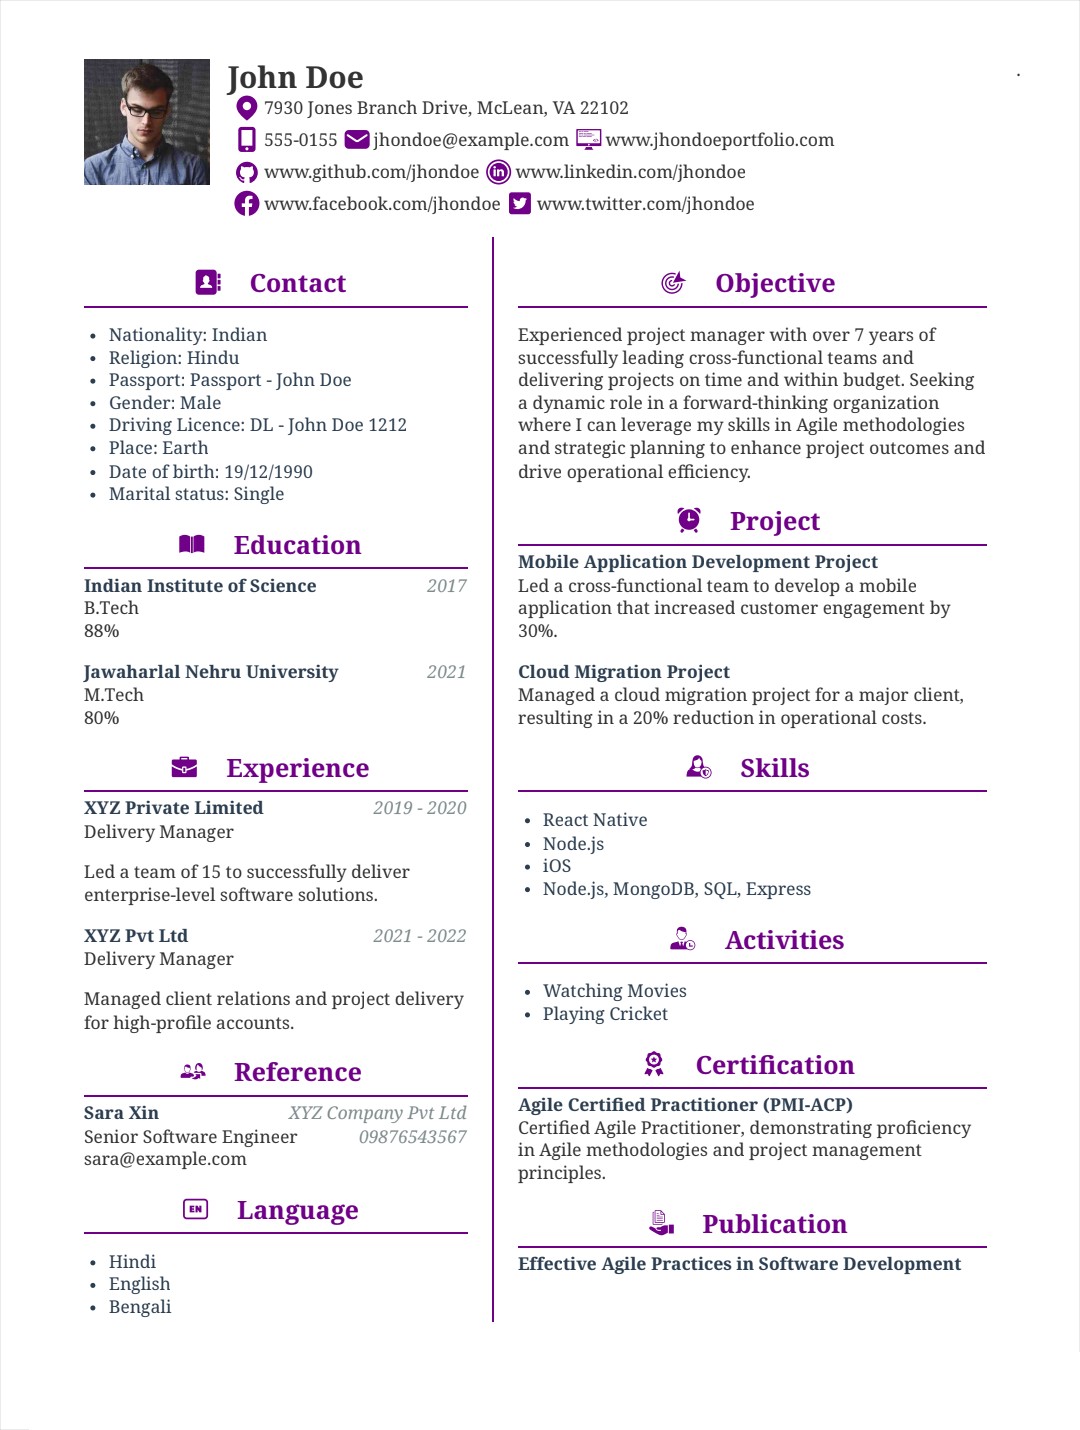 John Doe
7930 Jones Branch Drive, McLean, VA 22102
555-0155 jhondoe@example.com www.jhondoeportfolio.com
www.github.com/jhondoe www.linkedin.com/jhondoe
www.facebook.com/jhondoe www.twitter.com/jhondoe
Contact
• Nationality: Indian
• Religion: Hindu
• Passport: Passport - John Doe
• Gender: Male
• Driving Licence: DL - John Doe 1212
• Place: Earth
• Date of birth: 19/12/1990
• Marital status: Single
Education
Indian Institute of Science 2017
B.Tech
88%
Jawaharlal Nehru University 2021
M.Tech
80%
Experience
XYZ Private Limited 2019 - 2020
Delivery Manager
Led a team of 15 to successfully deliver
enterprise-level software solutions.
XYZ Pvt Ltd 2021 - 2022
Delivery Manager
Managed client relations and project delivery
for high-profile accounts.
Reference
Sara Xin XYZ Company Pvt Ltd
Senior Software Engineer 09876543567
sara@example.com
EN Language
• Hindi
• English
• Bengali
Objective
Experienced project manager with over 7 years of
successfully leading cross-functional teams and
delivering projects on time and within budget. Seeking
a dynamic role in a forward-thinking organization
where I can leverage my skills in Agile methodologies
and strategic planning to enhance project outcomes and
drive operational efficiency.
Project
Mobile Application Development Project
Led a cross-functional team to develop a mobile
application that increased customer engagement by
30%.
Cloud Migration Project
Managed a cloud migration project for a major client,
resulting in a 20% reduction in operational costs.
Skills
• React Native
• Node.js
• iOS
• Node.js, MongoDB, SQL, Express
Activities
• Watching Movies
• Playing Cricket
Certification
Agile Certified Practitioner (PMI-ACP)
Certified Agile Practitioner, demonstrating proficiency
in Agile methodologies and project management
principles.
Publication
Effective Agile Practices in Software Development